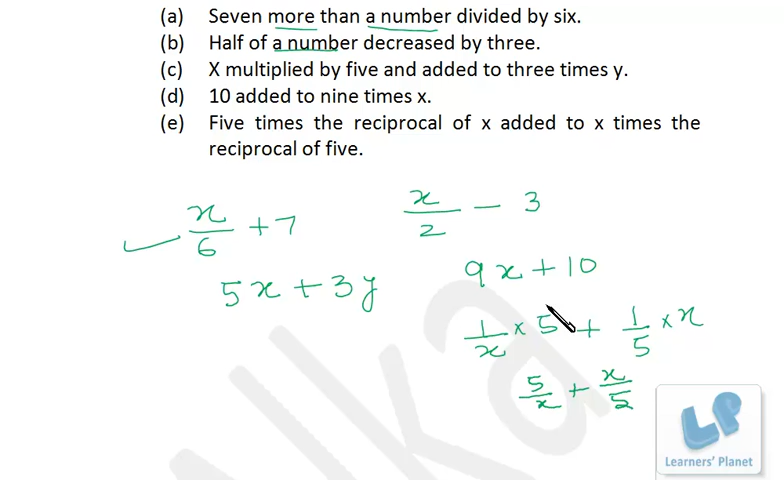 (a) Seven more than a number divided by six.
(b) Half of a number decreased by three.
(c) X multiplied by five and added to three times y.
(d) 10 added to nine times x.
(e) Five times the reciprocal of x added to x times the
reciprocal of five.
x/6 + 7
x/2 - 3
5x + 3y
9x + 10
1/x × 5 + 1/5 × x
5/x + x/5
LP
Learners' Planet